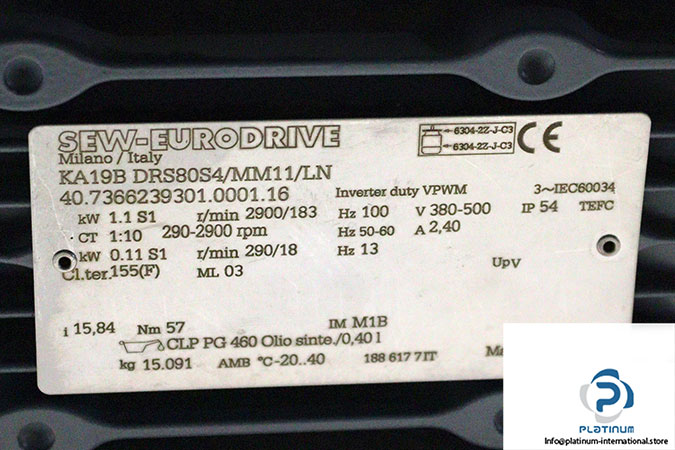 SEW-EURODRIVE
Milano / Italy
6304-2Z-J-C3
6304-2Z-J-C3
CE
KA19B DRS80S4/MM11/LN
40.7366239301.0001.16 Inverter duty VPWM 3~IEC60034
kW 1.1 S1 r/min 2900/183 Hz 100 V 380-500 IP 54 TEFC
CT 1:10 290-2900 rpm Hz 50-60 A 2,40
kW 0.11 S1 r/min 290/18 Hz 13
Cl.ter. 155(F) ML 03 Up V
i 15,84 Nm 57 IM M1B
CLP PG 460 Olio sinte./0,40 l
kg 15.091 AMB °C -20..40 188 617 7 IT
P
PLATINUM
Info@platinum-international.store